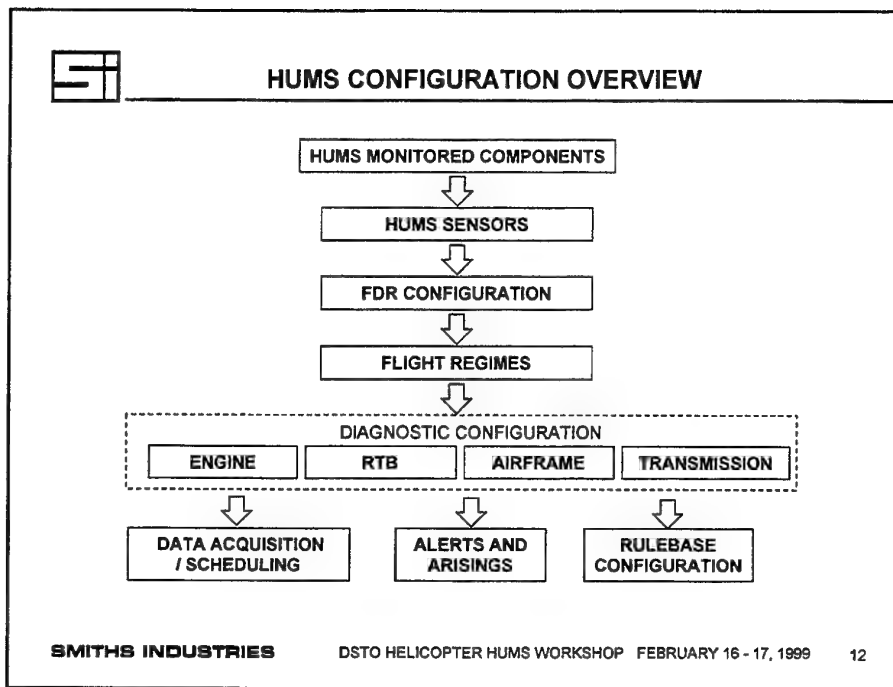 Si
HUMS CONFIGURATION OVERVIEW
HUMS MONITORED COMPONENTS
HUMS SENSORS
FDR CONFIGURATION
FLIGHT REGIMES
DIAGNOSTIC CONFIGURATION
ENGINE
RTB
AIRFRAME
TRANSMISSION
DATA ACQUISITION
/ SCHEDULING
ALERTS AND
ARISINGS
RULEBASE
CONFIGURATION
SMITHS INDUSTRIES
DSTO HELICOPTER HUMS WORKSHOP FEBRUARY 16 - 17, 1999
12